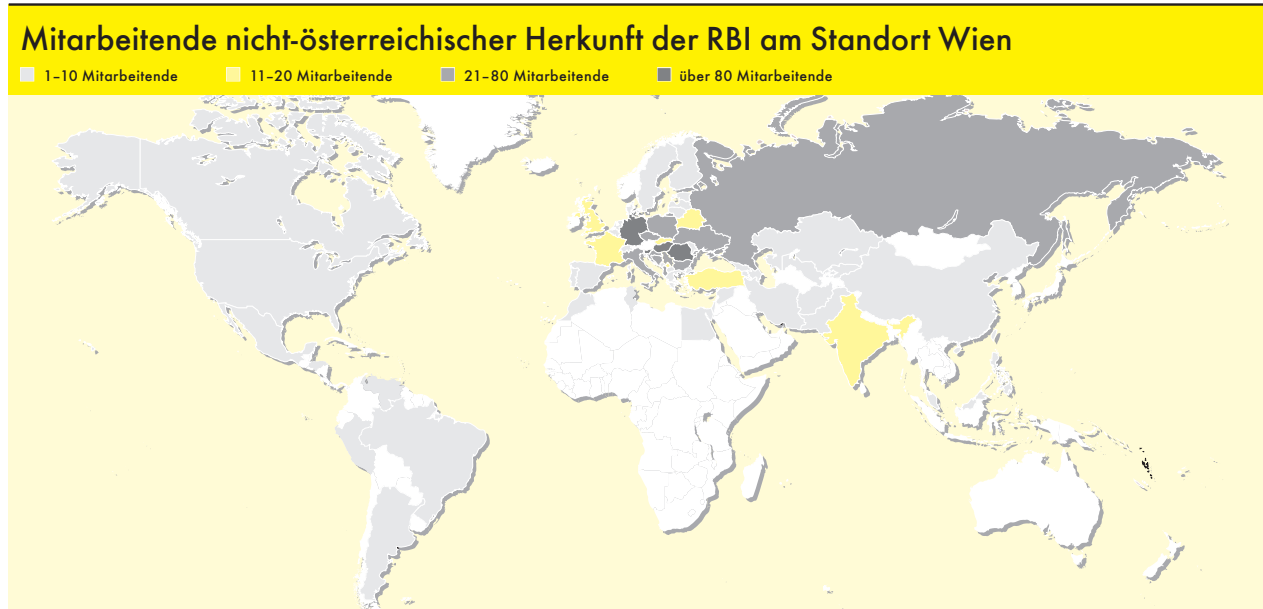 Mitarbeitende nicht-österreichischer Herkunft der RBI am Standort Wien
1–10 Mitarbeitende 11–20 Mitarbeitende 21–80 Mitarbeitende über 80 Mitarbeitende